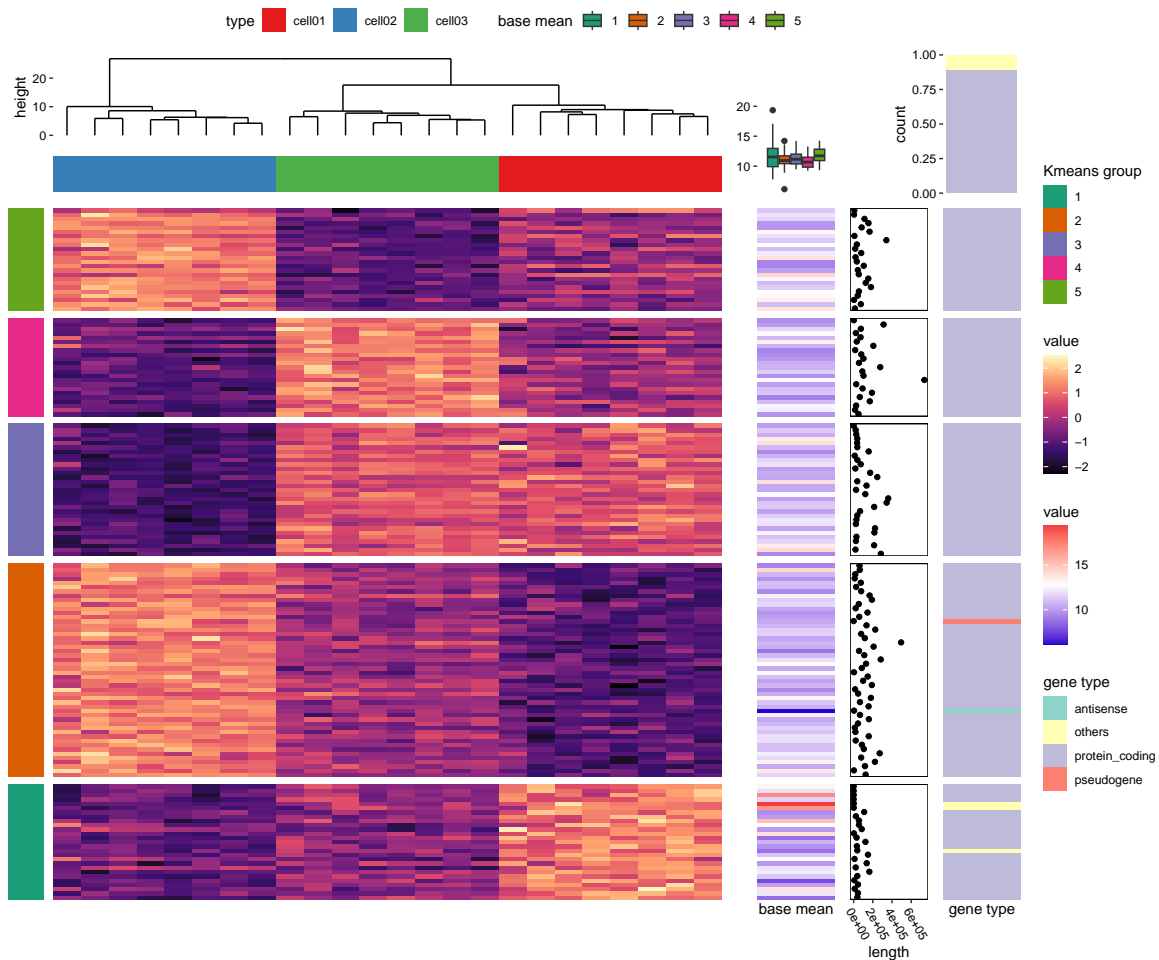 type cell01 cell02 cell03 base mean 1 2 3 4 5
height
20
10
0
20
15
10
count
1.00
0.75
0.50
0.25
0.00
Kmeans group
1
2
3
4
5
value
2
1
0
−1
−2
value
15
10
gene type
antisense
others
protein_coding
pseudogene
base mean
0e+00
2e+05
4e+05
6e+05
length
gene type